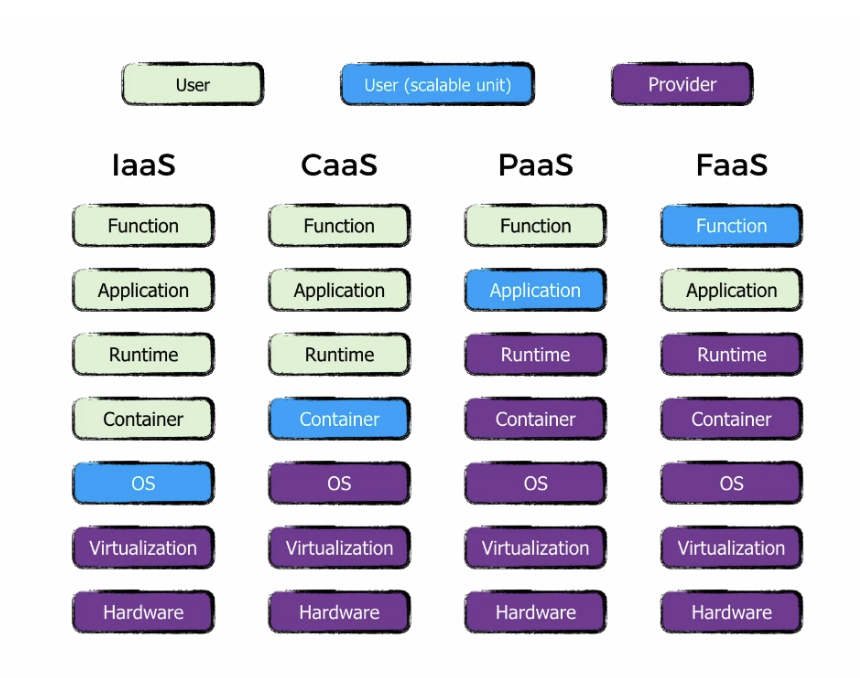 User
User (scalable unit)
Provider
IaaS
CaaS
PaaS
FaaS
Function
Function
Function
Function
Application
Application
Application
Application
Runtime
Runtime
Runtime
Runtime
Container
Container
Container
Container
OS
OS
OS
OS
Virtualization
Virtualization
Virtualization
Virtualization
Hardware
Hardware
Hardware
Hardware